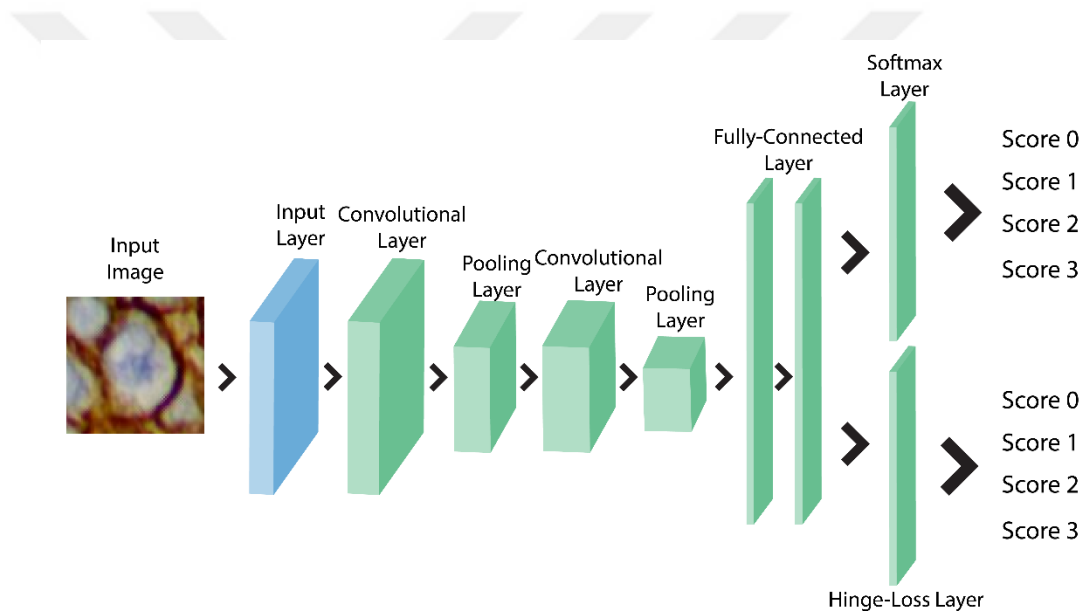 Input
Image
Input
Layer
Convolutional
Layer
Pooling
Layer
Convolutional
Layer
Pooling
Layer
Fully-Connected
Layer
Softmax
Layer
Score 0
Score 1
Score 2
Score 3
Score 0
Score 1
Score 2
Score 3
Hinge-Loss Layer